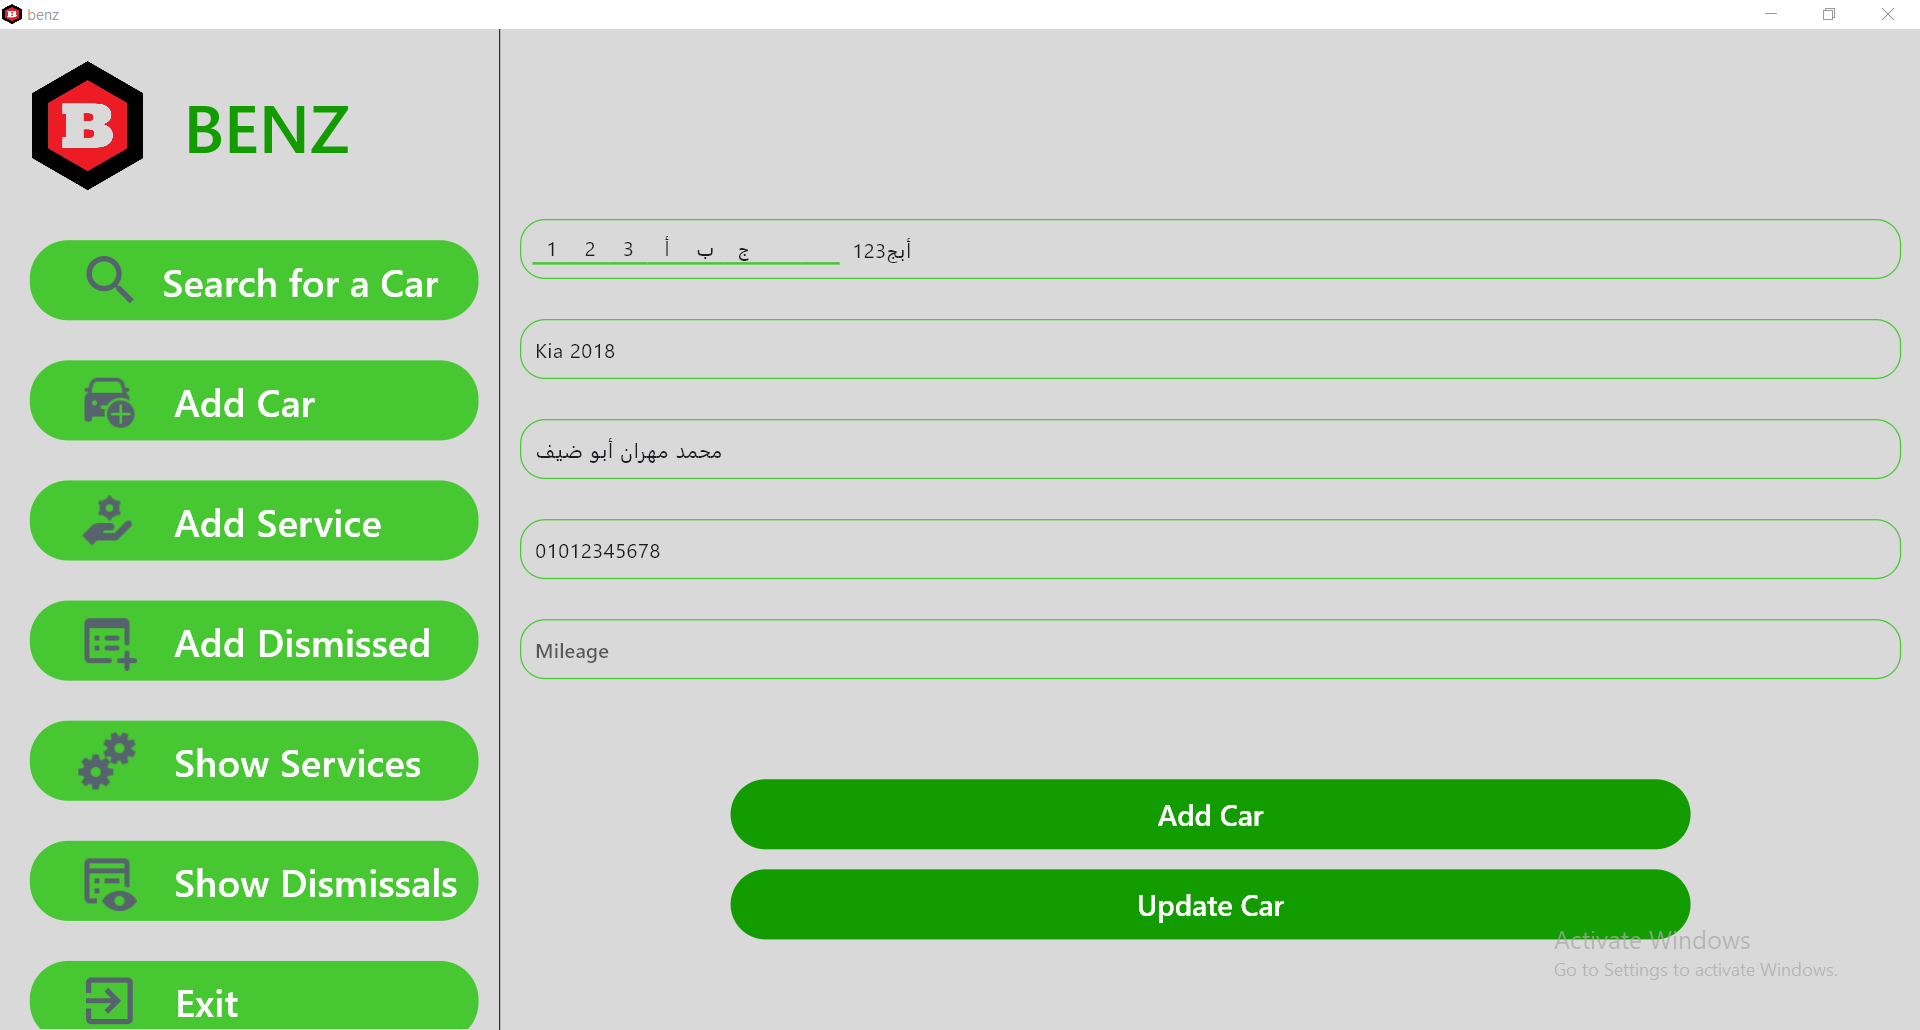 benz
B
BENZ
Search for a Car
Add Car
Add Service
Add Dismissed
Show Services
Show Dismissals
Exit
1 2 3 أ ب ج أبج123
Kia 2018
محمد مهران أبو ضيف
01012345678
Mileage
Add Car
Update Car
Activate Windows
Go to Settings to activate Windows.